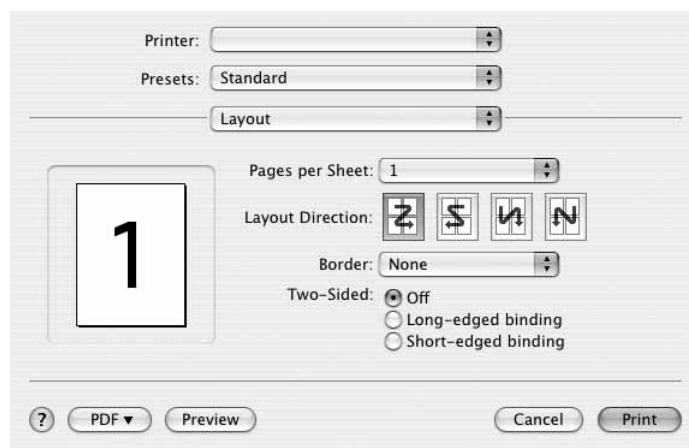 Printer:
Presets: Standard
Layout
Pages per Sheet: 1
Layout Direction:
1
Border: None
Two-Sided: Off
Long-edged binding
Short-edged binding
? PDF▼ Preview Cancel Print